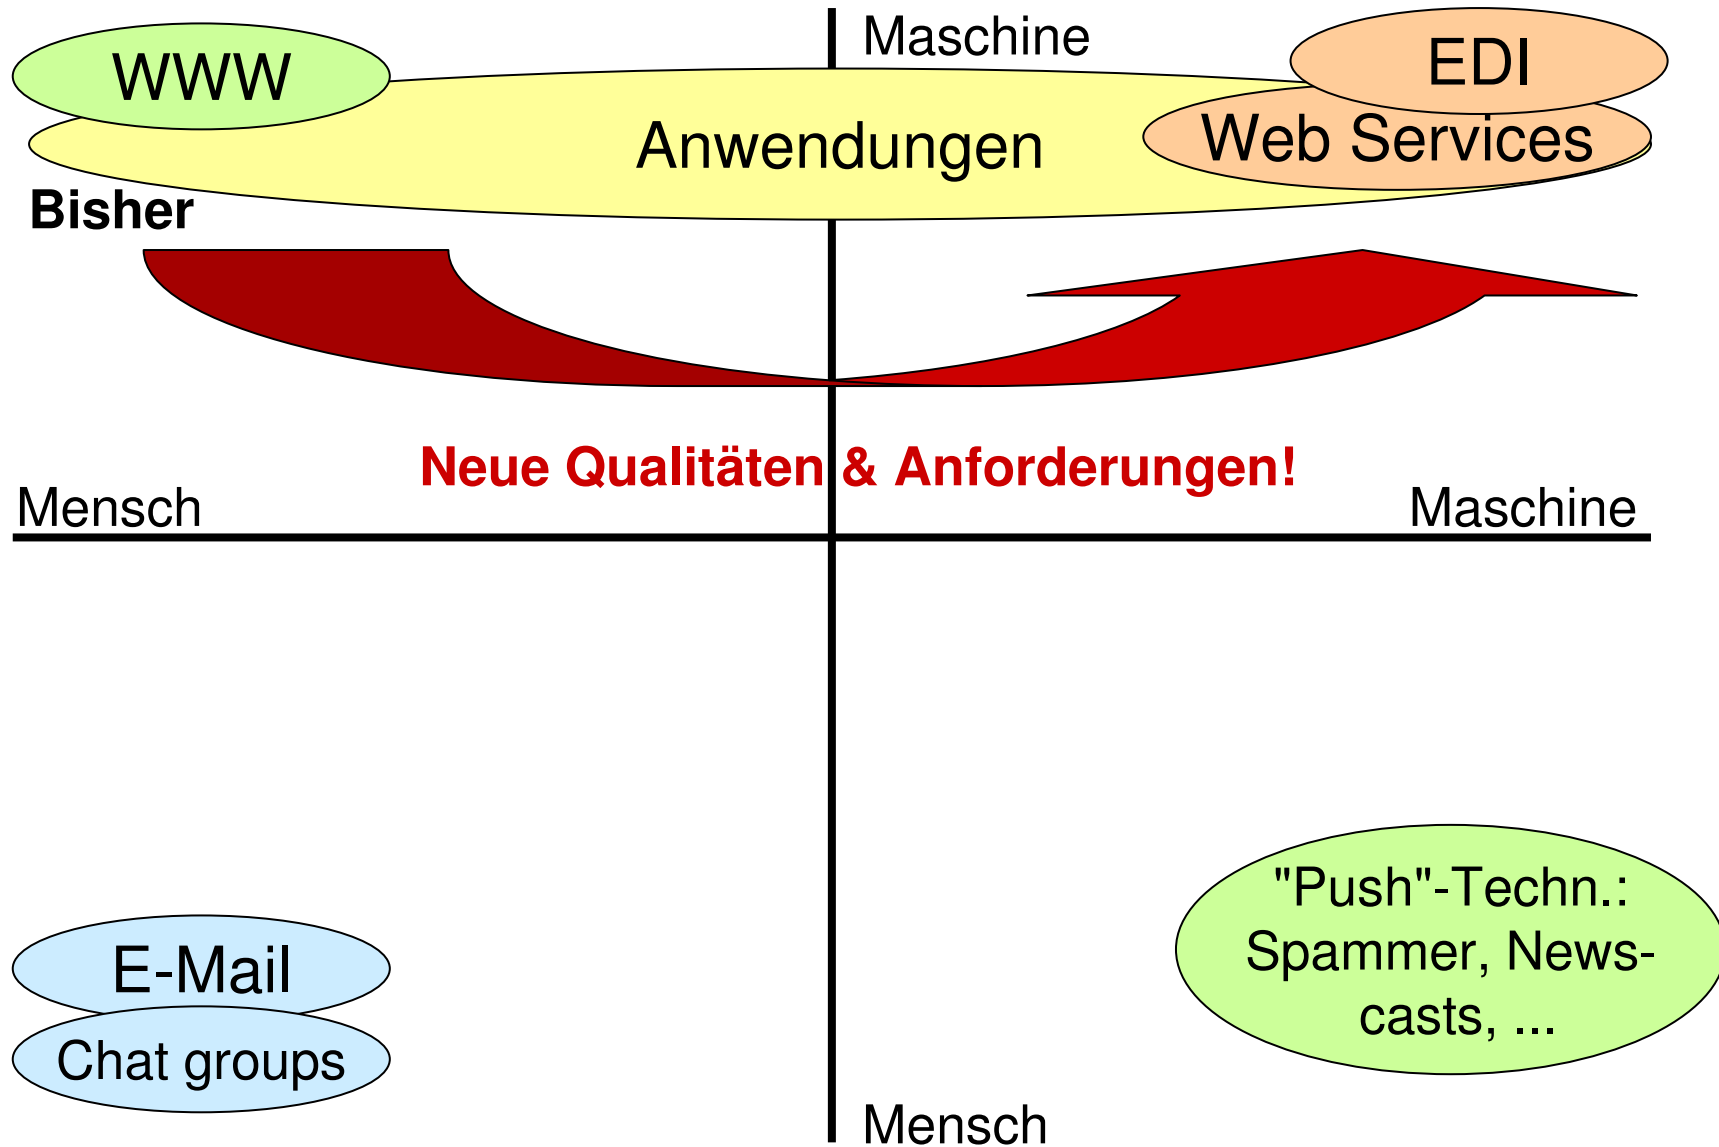 Maschine
WWW
EDI
Anwendungen
Web Services
Bisher
Neue Qualitäten & Anforderungen!
Mensch
Maschine
"Push"-Techn.:
Spammer, News-
casts, ...
E-Mail
Chat groups
Mensch